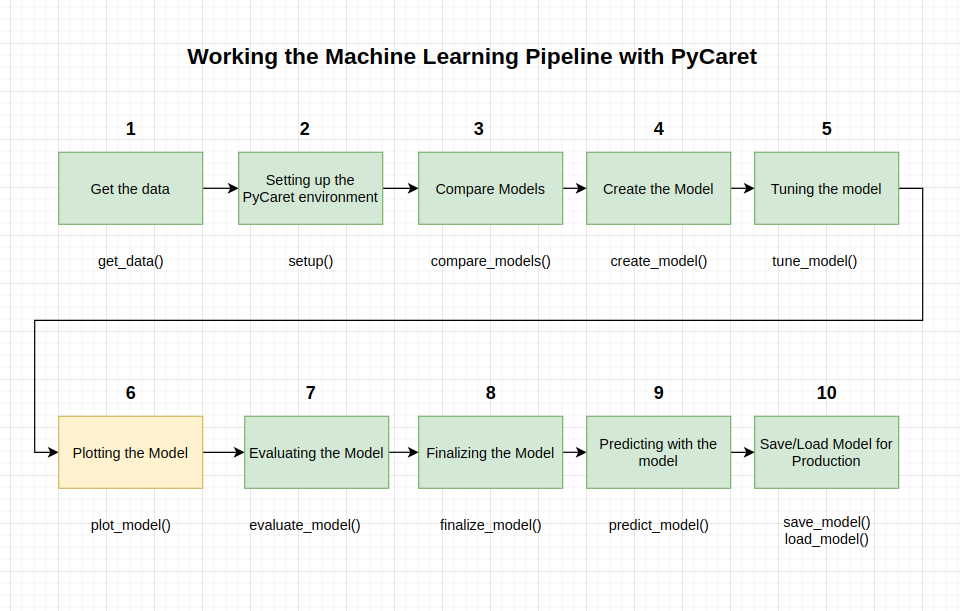 Working the Machine Learning Pipeline with PyCaret
1
2
3
4
5
Get the data
Setting up the
PyCaret environment
Compare Models
Create the Model
Tuning the model
get_data()
setup()
compare_models()
create_model()
tune_model()
6
7
8
9
10
Plotting the Model
Evaluating the Model
Finalizing the Model
Predicting with the
model
Save/Load Model for
Production
plot_model()
evaluate_model()
finalize_model()
predict_model()
save_model()
load_model()